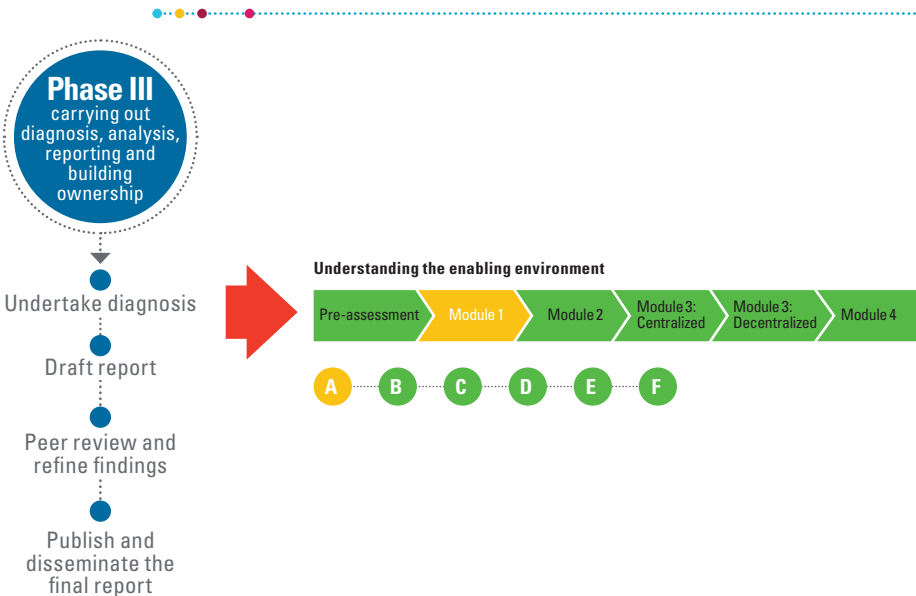 Phase III
carrying out
diagnosis, analysis,
reporting and
building
ownership
Undertake diagnosis
Draft report
Peer review and
refine findings
Publish and
disseminate the
final report
Understanding the enabling environment
Pre-assessment
Module 1
Module 2
Module 3:
Centralized
Module 3:
Decentralized
Module 4
A B C D E F